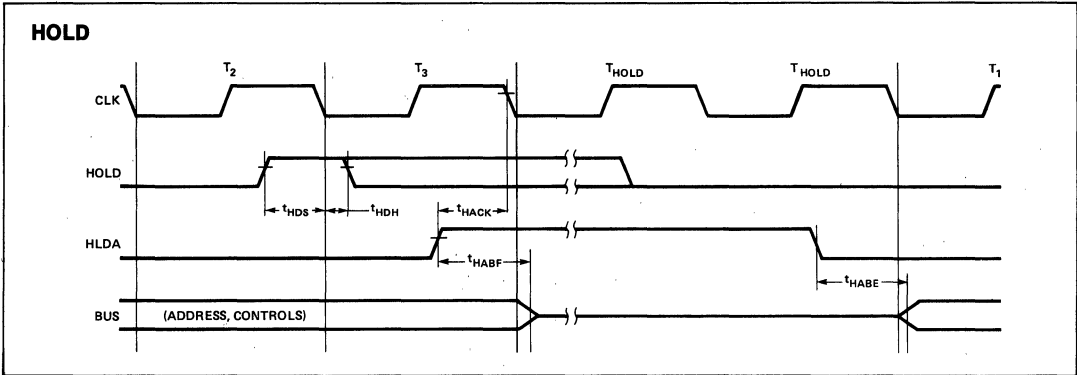 HOLD
T2 T3 THOLD THOLD T1
CLK
HOLD
tHDS tHDH tHACK
HLDA
tHABF
tHABE
BUS (ADDRESS, CONTROLS)